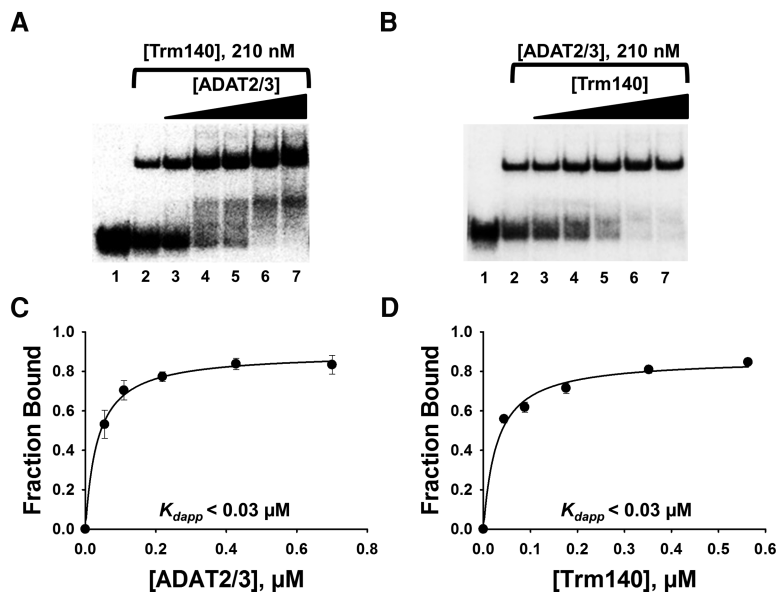 A
[Trm140], 210 nM
[ADAT2/3]
1 2 3 4 5 6 7
B
[ADAT2/3], 210 nM
[Trm140]
1 2 3 4 5 6 7
C
Fraction Bound
1.0
0.8
0.6
0.4
0.2
0.0
Kdapp < 0.03 µM
0.0 0.2 0.4 0.6 0.8
[ADAT2/3], µM
D
Fraction Bound
1.0
0.8
0.6
0.4
0.2
0.0
Kdapp < 0.03 µM
0.0 0.1 0.2 0.3 0.4 0.5 0.6
[Trm140], µM